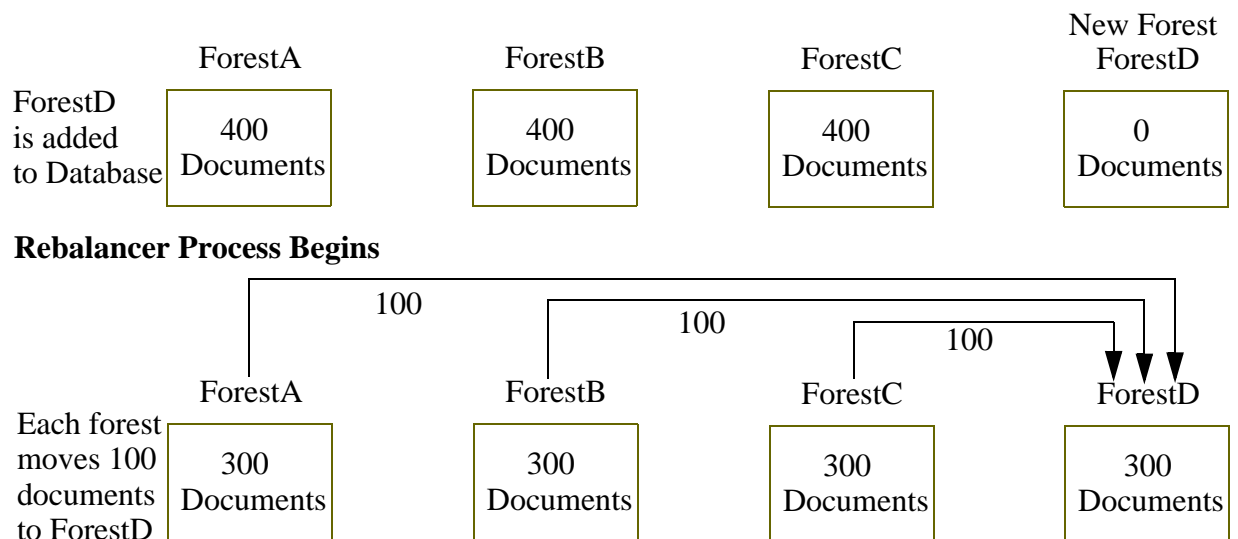 New Forest
ForestA ForestB ForestC ForestD
ForestD
is added
to Database
400
Documents
400
Documents
400
Documents
0
Documents
Rebalancer Process Begins
100
100
100
ForestA ForestB ForestC ForestD
Each forest
moves 100
documents
to ForestD
300
Documents
300
Documents
300
Documents
300
Documents